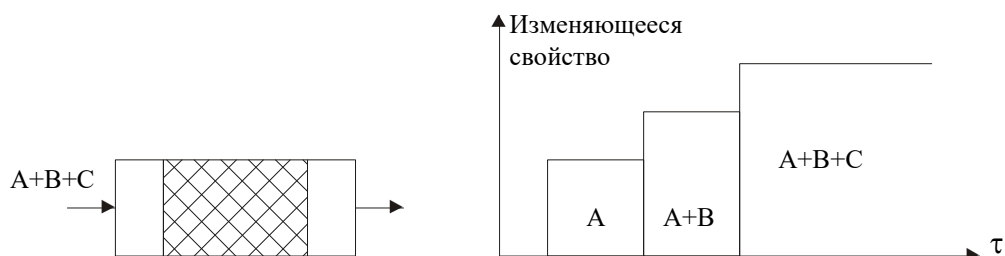 A+B+C
Изменяющееся
свойство
A
A+B
A+B+C
τ